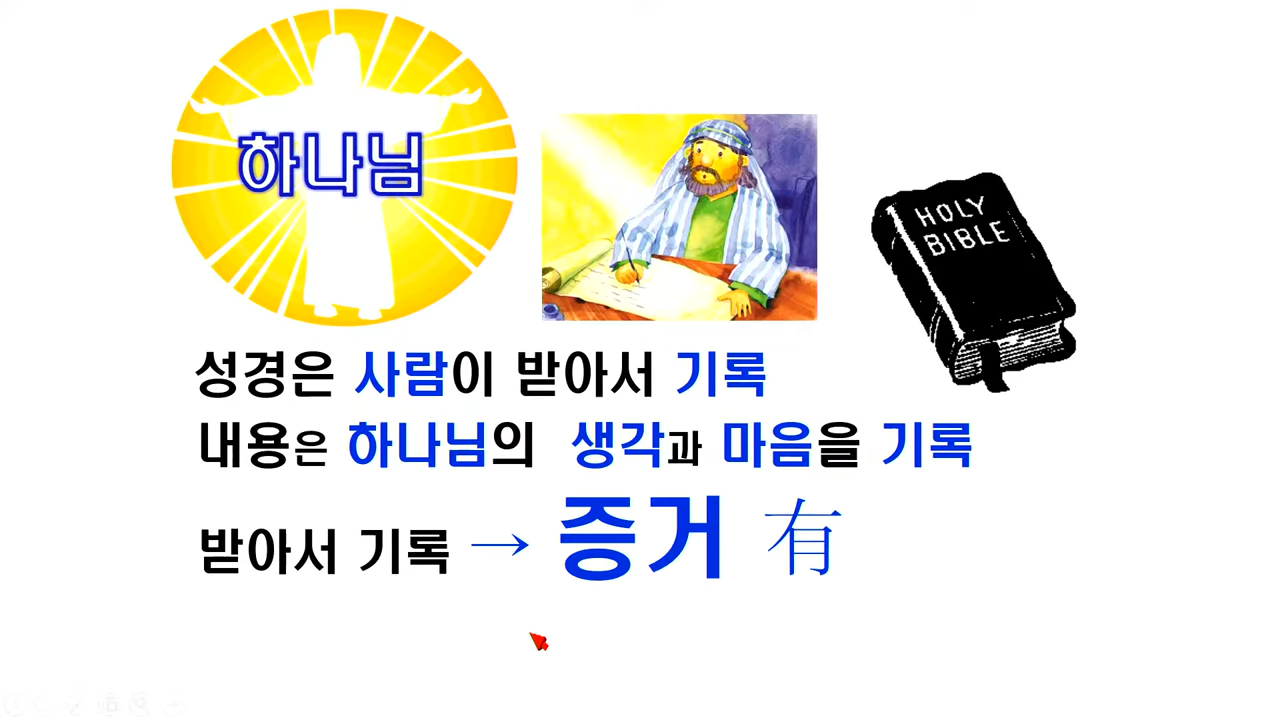 하나님
HOLY
BIBLE
성경은 사람이 받아서 기록
내용은 하나님의 생각과 마음을 기록
받아서 기록 → 증거 有